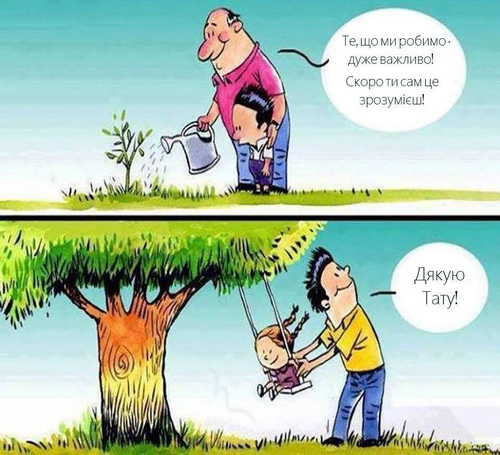 Те, що ми робимо -
дуже важливо!
Скоро ти сам це
зрозумієш!
Дякую
Тату!